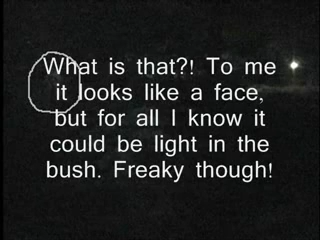 What is that?! To me
it looks like a face,
but for all I know it
could be light in the
bush. Freaky though!